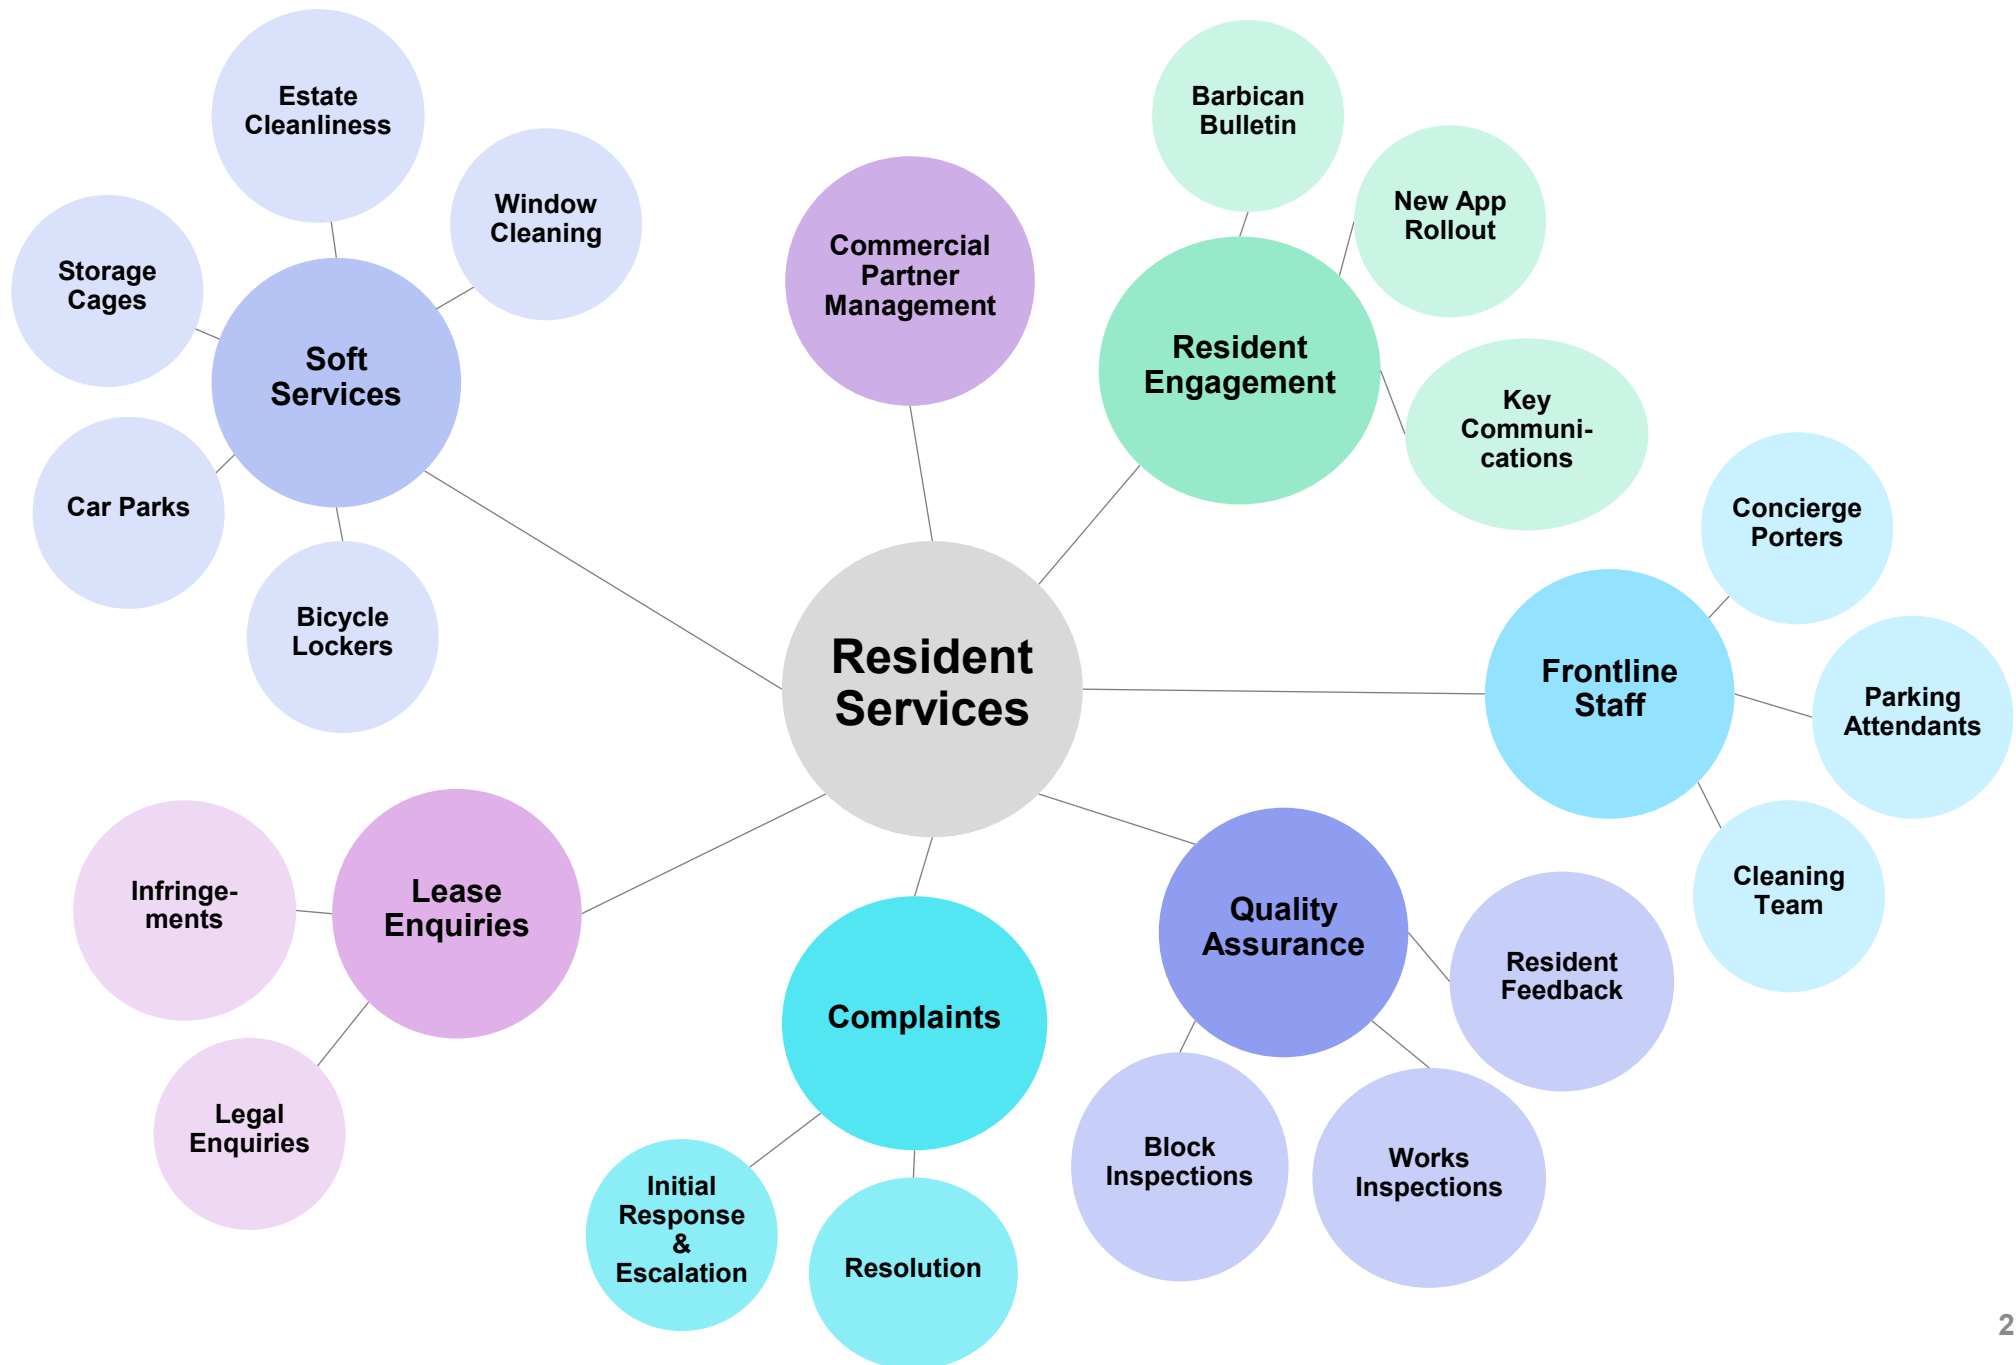 Estate
Cleanliness
Window
Cleaning
Storage
Cages
Soft
Services
Car Parks
Bicycle
Lockers
Commercial
Partner
Management
Barbican
Bulletin
New App
Rollout
Resident
Engagement
Key
Communi-
cations
Concierge
Porters
Frontline
Staff
Parking
Attendants
Cleaning
Team
Resident
Services
Infringe-
ments
Lease
Enquiries
Legal
Enquiries
Complaints
Initial
Response
&
Escalation
Resolution
Quality
Assurance
Resident
Feedback
Block
Inspections
Works
Inspections
2